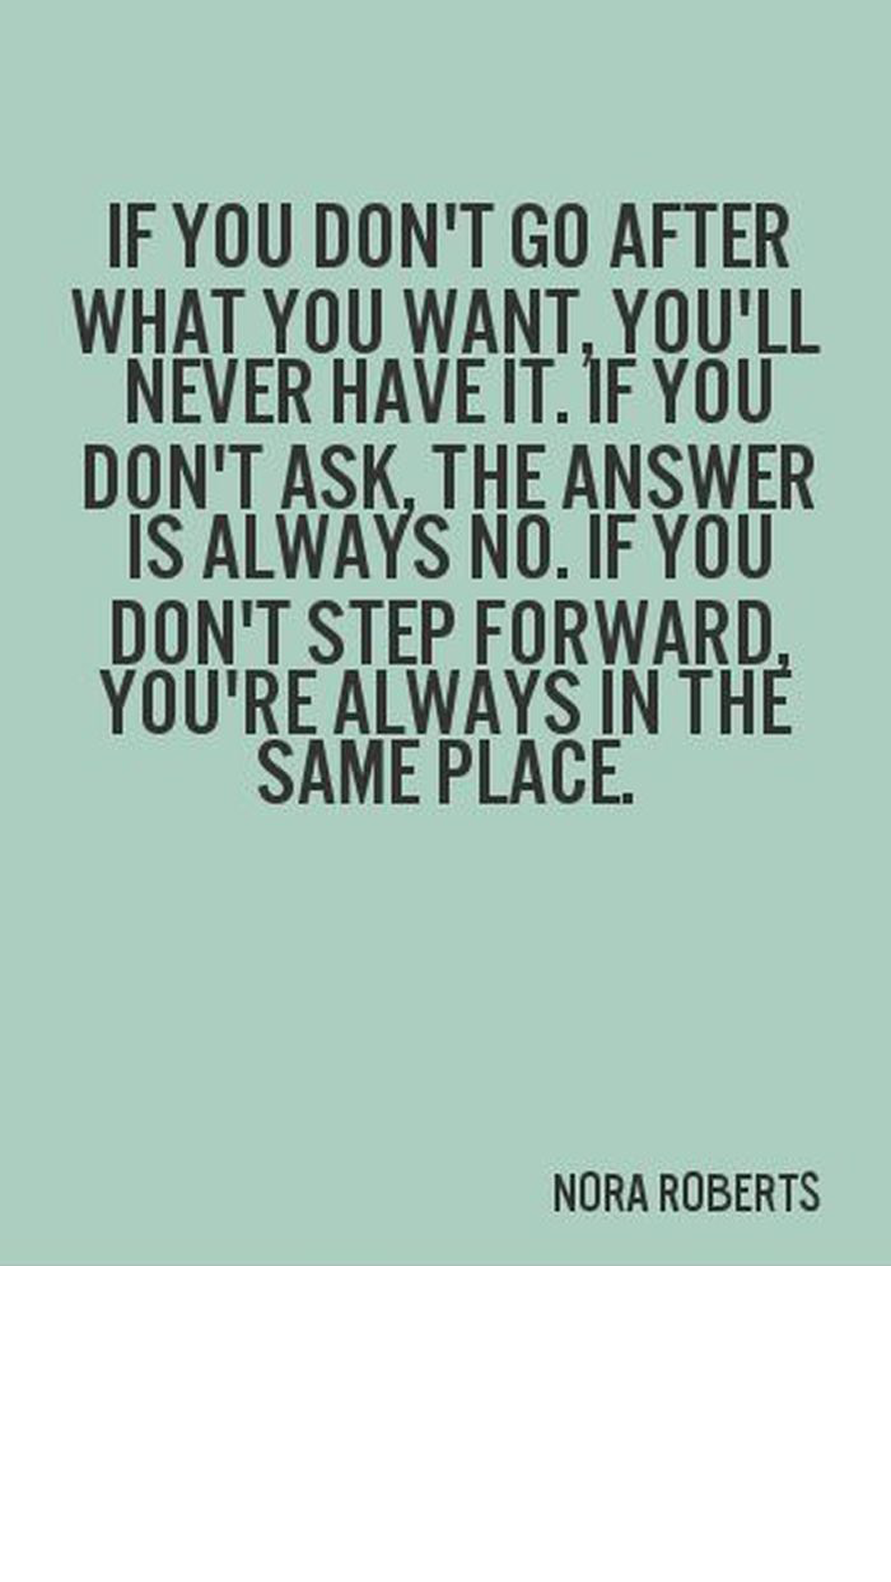 IF YOU DON'T GO AFTER
WHAT YOU WANT, YOU'LL
NEVER HAVE IT. IF YOU
DON'T ASK, THE ANSWER
IS ALWAYS NO. IF YOU
DON'T STEP FORWARD,
YOU'RE ALWAYS IN THE
SAME PLACE.
NORA ROBERTS